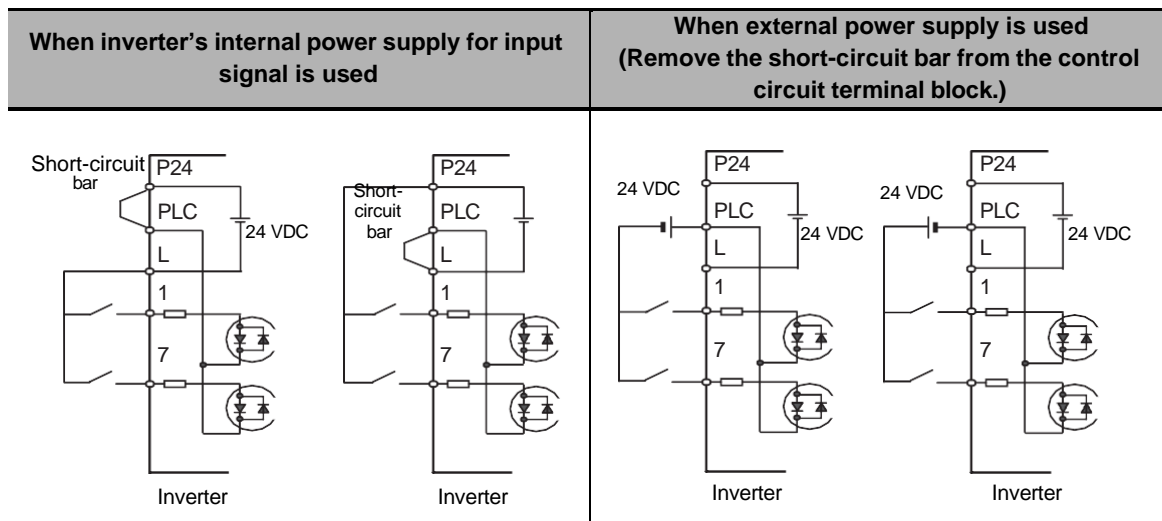 When inverter's internal power supply for input
signal is used
When external power supply is used
(Remove the short-circuit bar from the control
circuit terminal block.)
Short-circuit
bar
P24
PLC
24 VDC
L
1
7
Inverter
P24
Short-
circuit
bar
PLC
L
1
7
Inverter
P24
24 VDC
PLC
24 VDC
L
1
7
Inverter
P24
24 VDC
PLC
24 VDC
L
1
7
Inverter